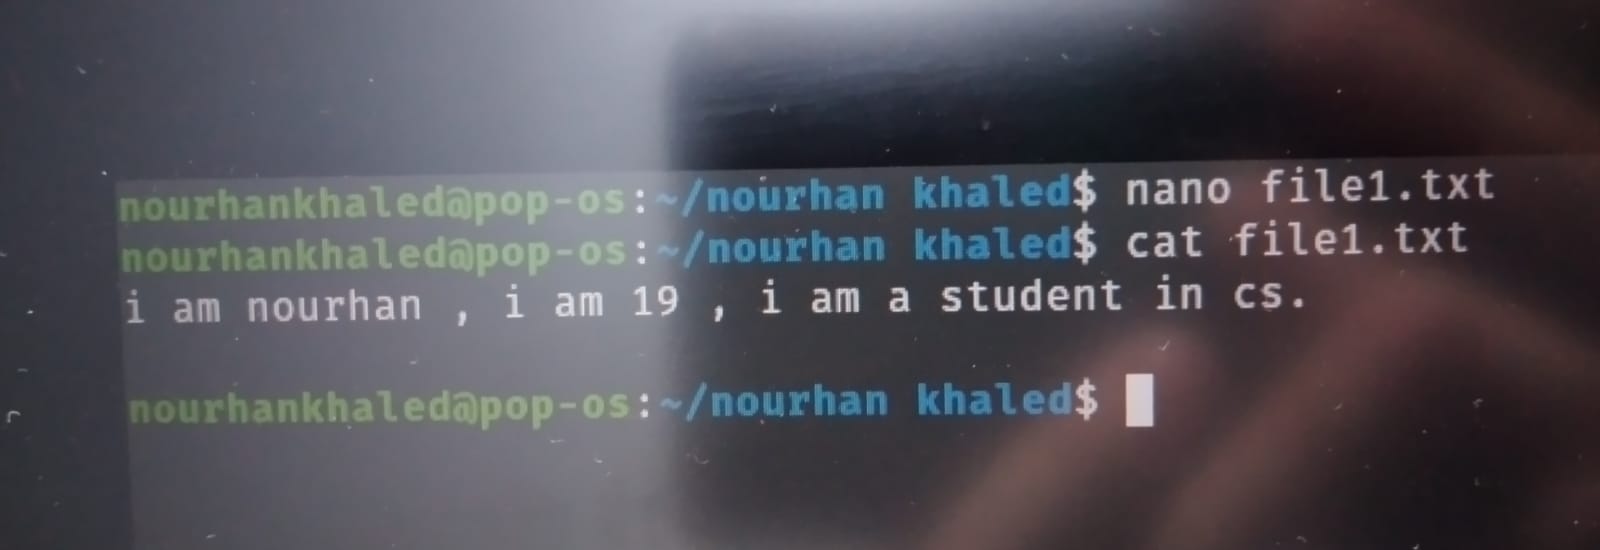 nourhankhaled@pop-os:~/nourhan khaled$ nano file1.txt
nourhankhaled@pop-os:~/nourhan khaled$ cat file1.txt
i am nourhan , i am 19 , i am a student in cs.
nourhankhaled@pop-os:~/nourhan khaled$